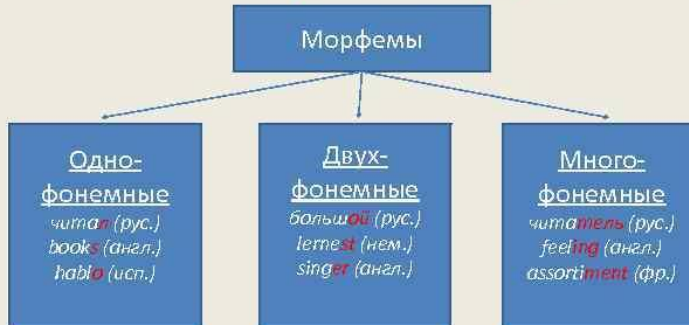 Морфемы
Одно-
фонемные
читал (рус.)
books (англ.)
hablo (исп.)
Двух-
фонемные
большой (рус.)
lernest (нем.)
singer (англ.)
Много-
фонемные
читатель (рус.)
feeling (англ.)
assortiment (фр.)